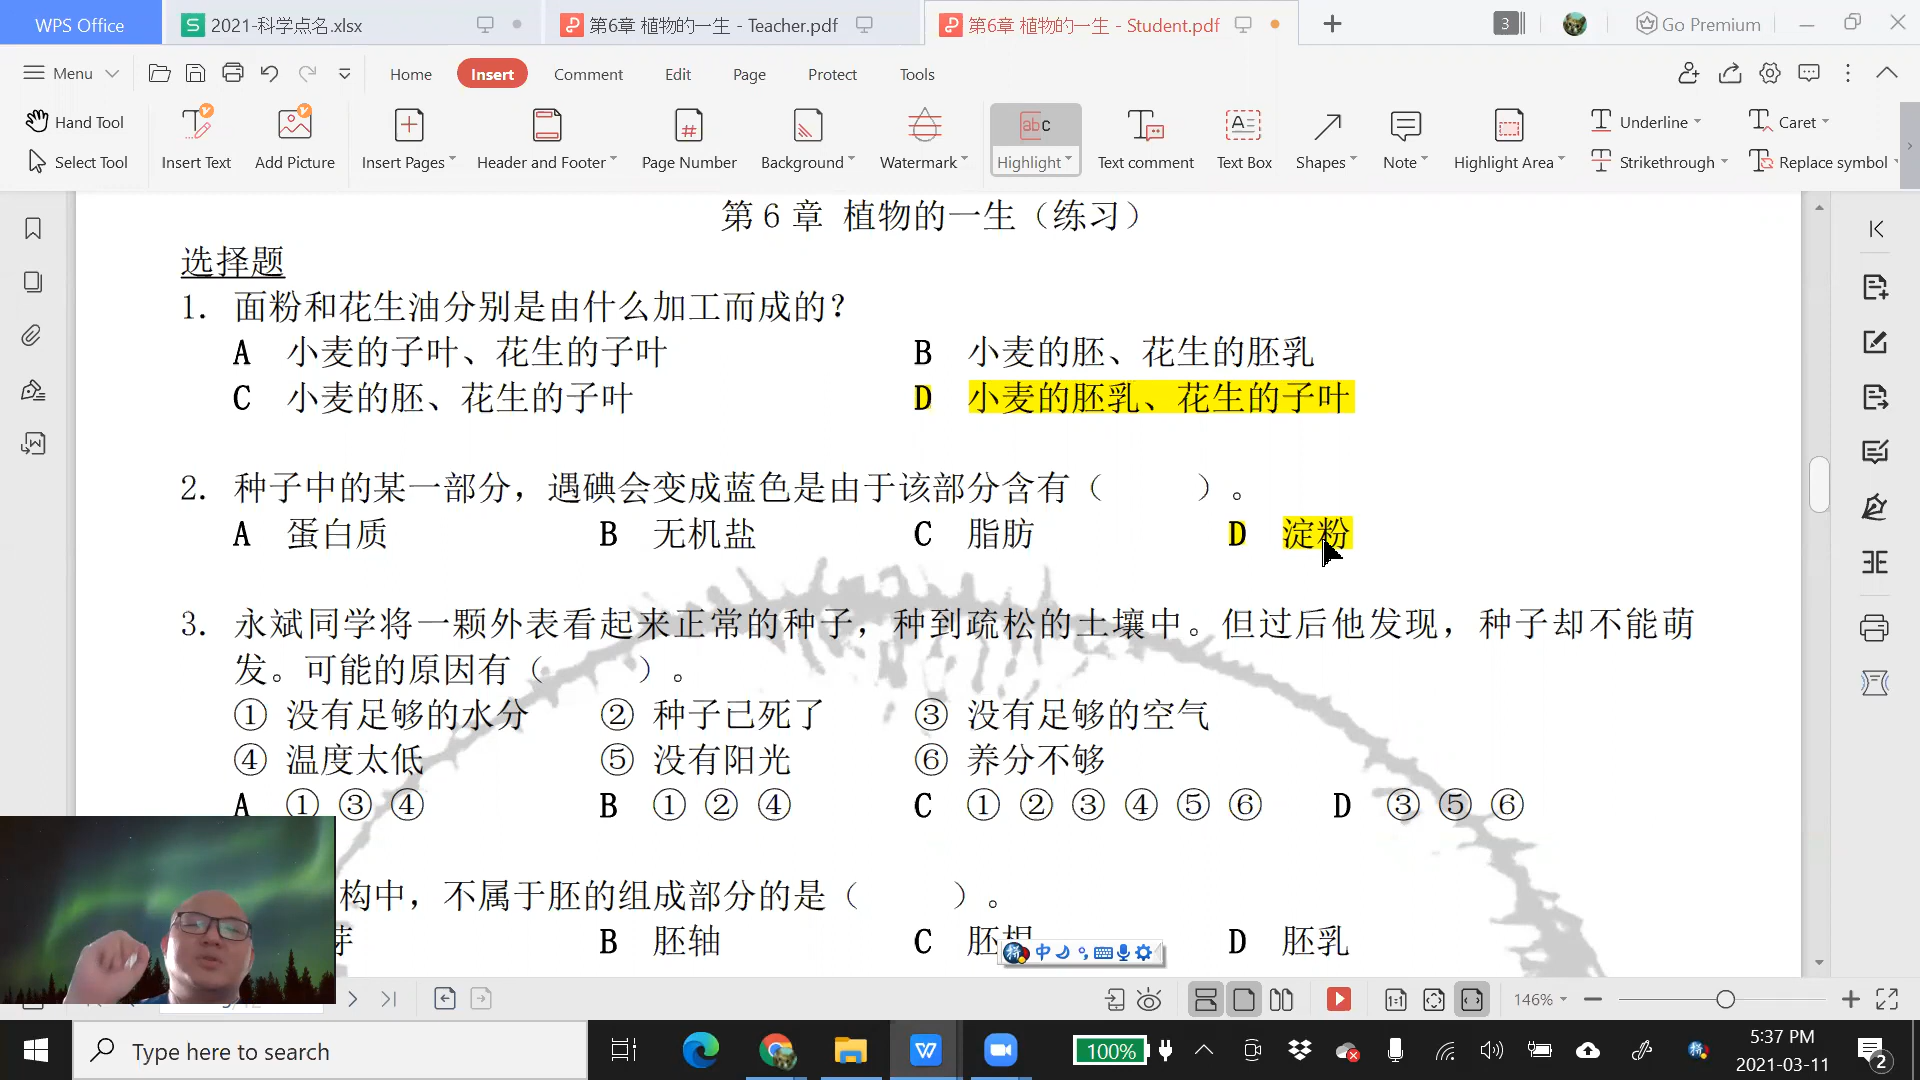 WPS Office
2021-科学点名.xlsx
第6章 植物的一生 - Teacher.pdf
第6章 植物的一生 - Student.pdf
3
Go Premium
Menu
Home
Insert
Comment
Edit
Page
Protect
Tools
Hand Tool
Select Tool
Insert Text
Add Picture
Insert Pages
Header and Footer
Page Number
Background
Watermark
Highlight
Text comment
Text Box
Shapes
Note
Highlight Area
Underline
Caret
Strikethrough
Replace symbol
第 6 章 植物的一生（练习）
选择题
1. 面粉和花生油分别是由什么加工而成的？
A 小麦的子叶、花生的子叶 B 小麦的胚、花生的胚乳
C 小麦的胚、花生的子叶 D 小麦的胚乳、花生的子叶
2. 种子中的某一部分，遇碘会变成蓝色是由于该部分含有（ ）。
A 蛋白质 B 无机盐 C 脂肪 D 淀粉
3. 永斌同学将一颗外表看起来正常的种子，种到疏松的土壤中。但过后他发现，种子却不能萌
发。可能的原因有（ ）。
① 没有足够的水分 ② 种子已死了 ③ 没有足够的空气
④ 温度太低 ⑤ 没有阳光 ⑥ 养分不够
A ① ③ ④ B ① ② ④ C ① ② ③ ④ ⑤ ⑥ D ③ ⑤ ⑥
构中，不属于胚的组成部分的是（ ）。
芽 B 胚轴 C 胚根 D 胚乳
中
146%
Type here to search
100%
5:37 PM
2021-03-11
2